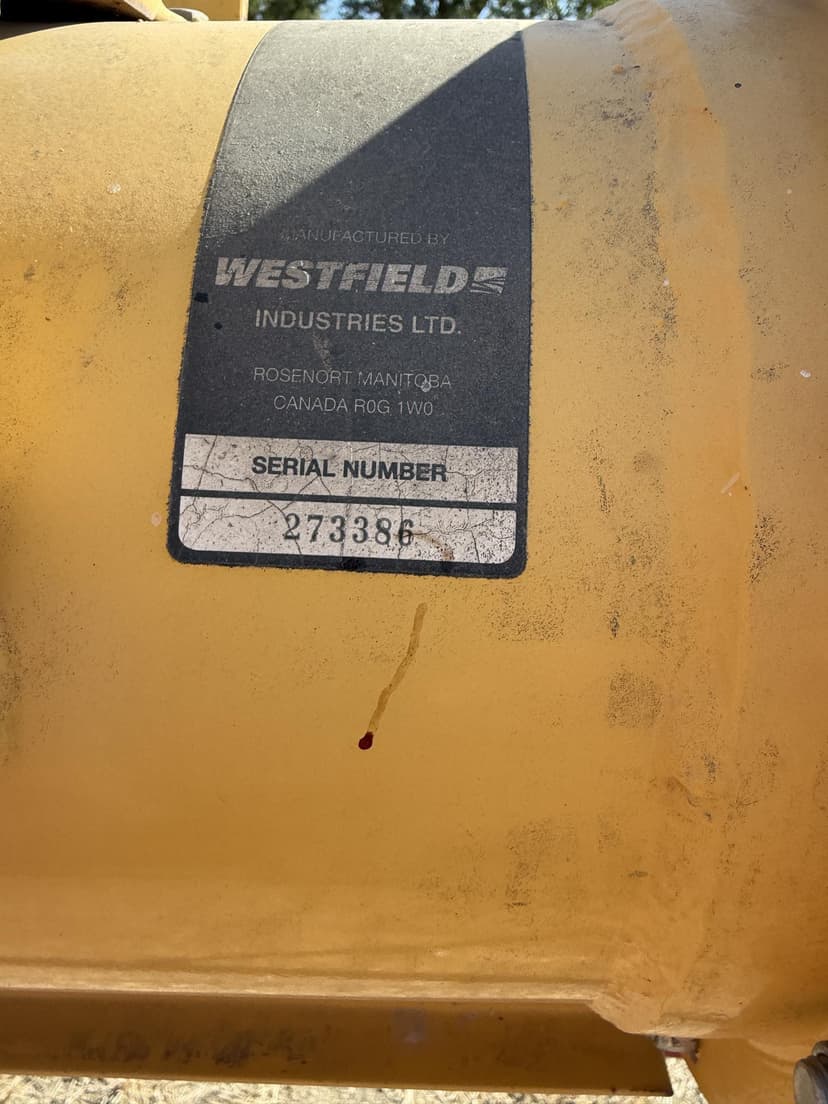 MANUFACTURED BY
WESTFIELD
INDUSTRIES LTD.
ROSENORT MANITOBA
CANADA R0G 1W0
SERIAL NUMBER
273386